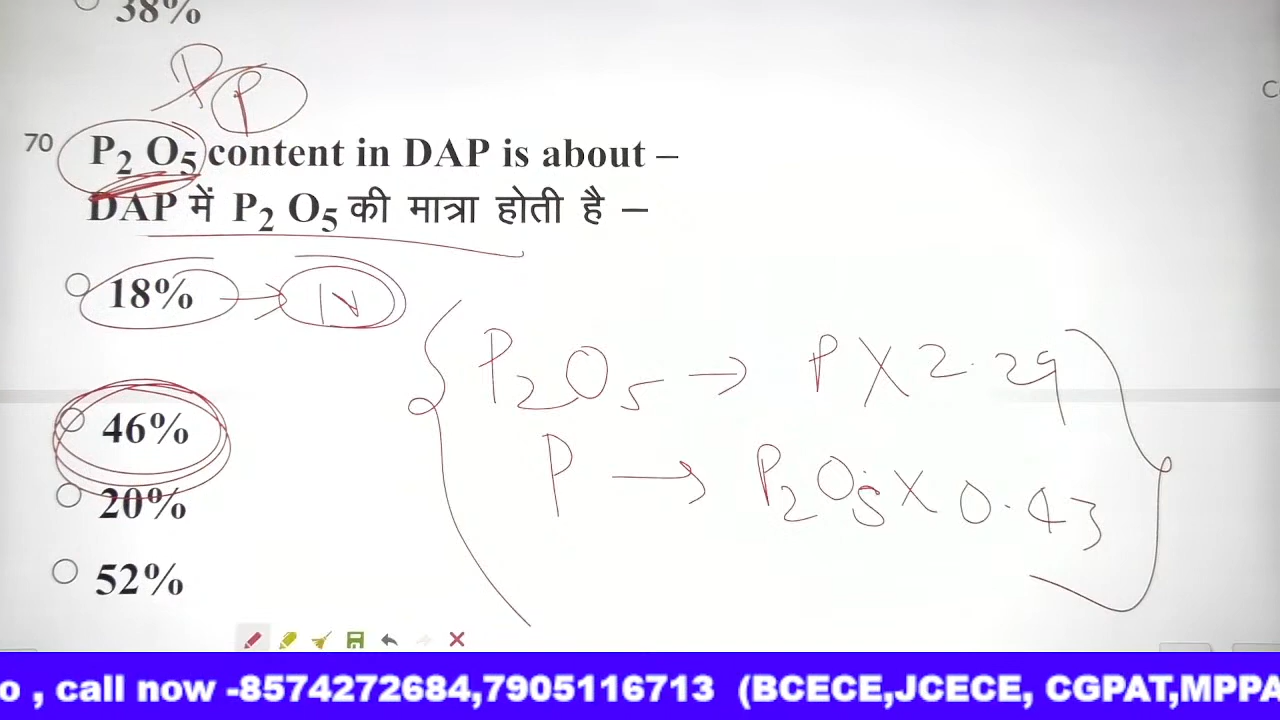 38%
P
P
70 P2 O5 content in DAP is about –
DAP में P2 O5 की मात्रा होती है –
18% → N
P2O5 → P X 2.29
46%
P → P2O5 X 0.43
20%
52%
o , call now -8574272684,7905116713 (BCECE,JCECE, CGPAT,MPPA